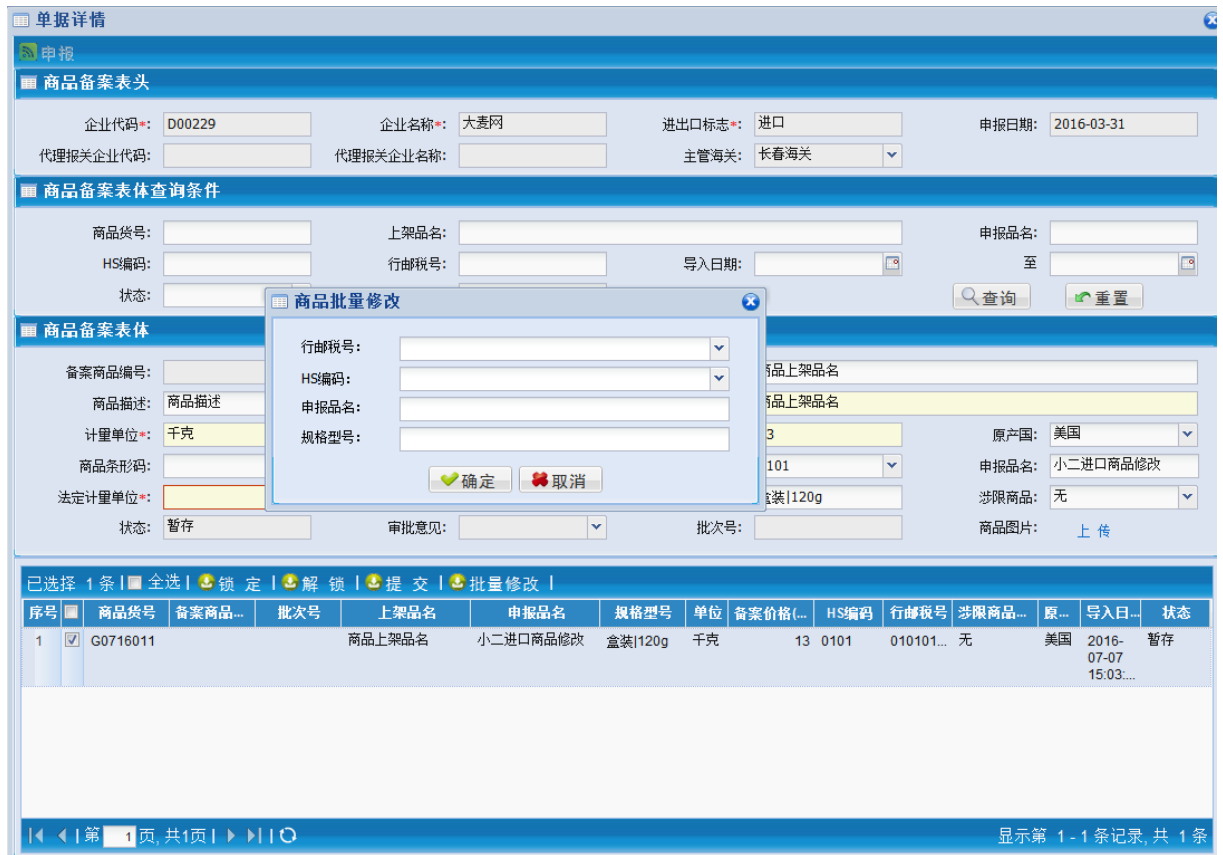 单据详情
申报
商品备案表头
企业代码*: D00229 企业名称*: 大麦网 进出口标志*: 进口 申报日期: 2016-03-31
代理报关企业代码: 代理报关企业名称: 主管海关: 长春海关
商品备案表体查询条件
商品货号: 上架品名: 申报品名:
HS编码: 行邮税号: 导入日期: 至
状态: 查询 重置
商品批量修改
行邮税号:
HS编码:
申报品名:
规格型号:
确定 取消
商品备案表体
备案商品编号: 商品上架品名
商品描述: 商品描述 商品上架品名
计量单位*: 千克 3 原产国: 美国
商品条形码: 101 申报品名: 小二进口商品修改
法定计量单位*: 盒装|120g 涉限商品: 无
状态: 暂存 审批意见: 批次号: 商品图片: 上 传
已选择 1 条 | 全选 | 锁 定 | 解 锁 | 提 交 | 批量修改 |
序号 商品货号 备案商品... 批次号 上架品名 申报品名 规格型号 单位 备案价格(... HS编码 行邮税号 涉限商品... 原... 导入日... 状态
1 G0716011 商品上架品名 小二进口商品修改 盒装|120g 千克 13 0101 010101... 无 美国 2016-07-07 15:03:... 暂存
第 1 页, 共1页 显示第 1 - 1 条记录, 共 1 条